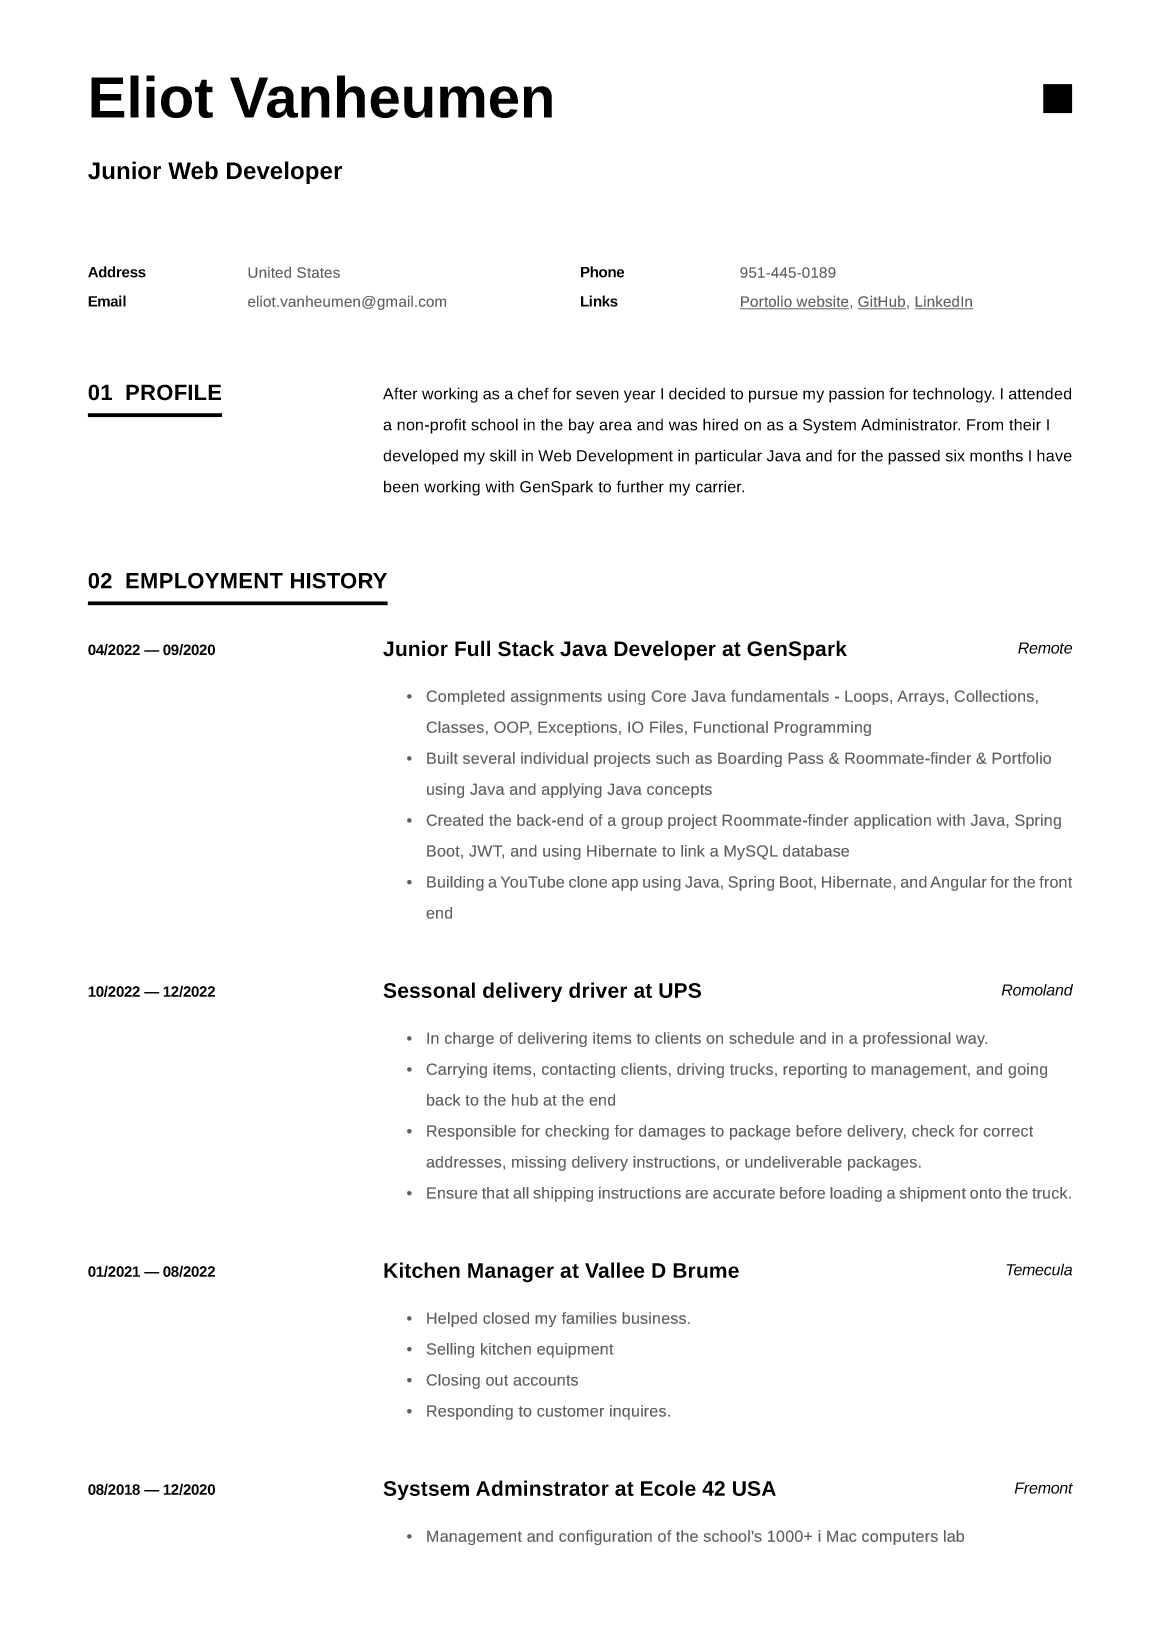 Eliot Vanheumen
Junior Web Developer
Address United States Phone 951-445-0189
Email eliot.vanheumen@gmail.com Links Portolio website, GitHub, LinkedIn
01 PROFILE
After working as a chef for seven year I decided to pursue my passion for technology. I attended
a non-profit school in the bay area and was hired on as a System Administrator. From their I
developed my skill in Web Development in particular Java and for the passed six months I have
been working with GenSpark to further my carrier.
02 EMPLOYMENT HISTORY
04/2022 — 09/2020 Junior Full Stack Java Developer at GenSpark Remote
• Completed assignments using Core Java fundamentals - Loops, Arrays, Collections,
Classes, OOP, Exceptions, IO Files, Functional Programming
• Built several individual projects such as Boarding Pass & Roommate-finder & Portfolio
using Java and applying Java concepts
• Created the back-end of a group project Roommate-finder application with Java, Spring
Boot, JWT, and using Hibernate to link a MySQL database
• Building a YouTube clone app using Java, Spring Boot, Hibernate, and Angular for the front
end
10/2022 — 12/2022 Sessonal delivery driver at UPS Romoland
• In charge of delivering items to clients on schedule and in a professional way.
• Carrying items, contacting clients, driving trucks, reporting to management, and going
back to the hub at the end
• Responsible for checking for damages to package before delivery, check for correct
addresses, missing delivery instructions, or undeliverable packages.
• Ensure that all shipping instructions are accurate before loading a shipment onto the truck.
01/2021 — 08/2022 Kitchen Manager at Vallee D Brume Temecula
• Helped closed my families business.
• Selling kitchen equipment
• Closing out accounts
• Responding to customer inquires.
08/2018 — 12/2020 Systsem Adminstrator at Ecole 42 USA Fremont
• Management and configuration of the school’s 1000+ i Mac computers lab